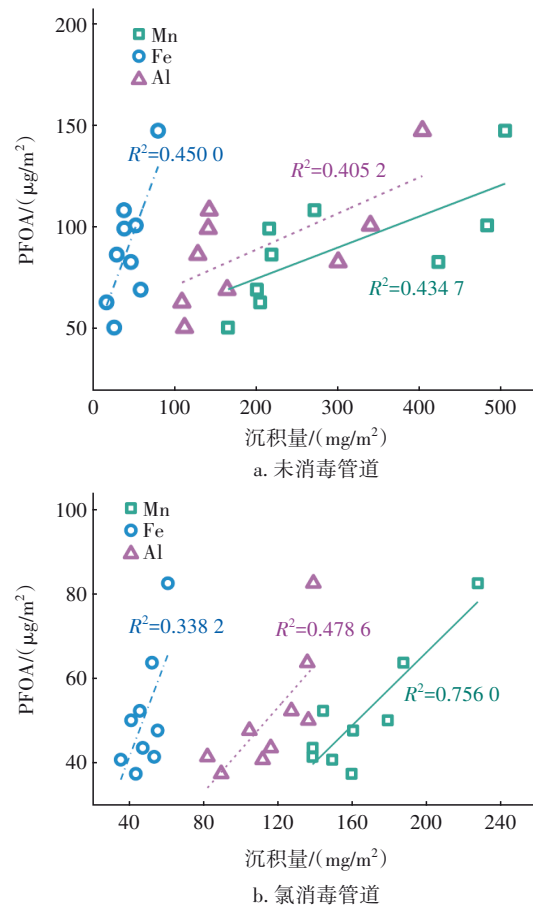 200
Mn
Fe
Al
150
R²=0.405 2
R²=0.450 0
100
R²=0.434 7
50
PFOA/(μg/m²)
0 100 200 300 400 500
沉积量/(mg/m²)
a. 未消毒管道
100
Mn
Fe
Al
80
R²=0.338 2
R²=0.478 6
R²=0.756 0
60
40
PFOA/(μg/m²)
40 80 120 160 200 240
沉积量/(mg/m²)
b. 氯消毒管道